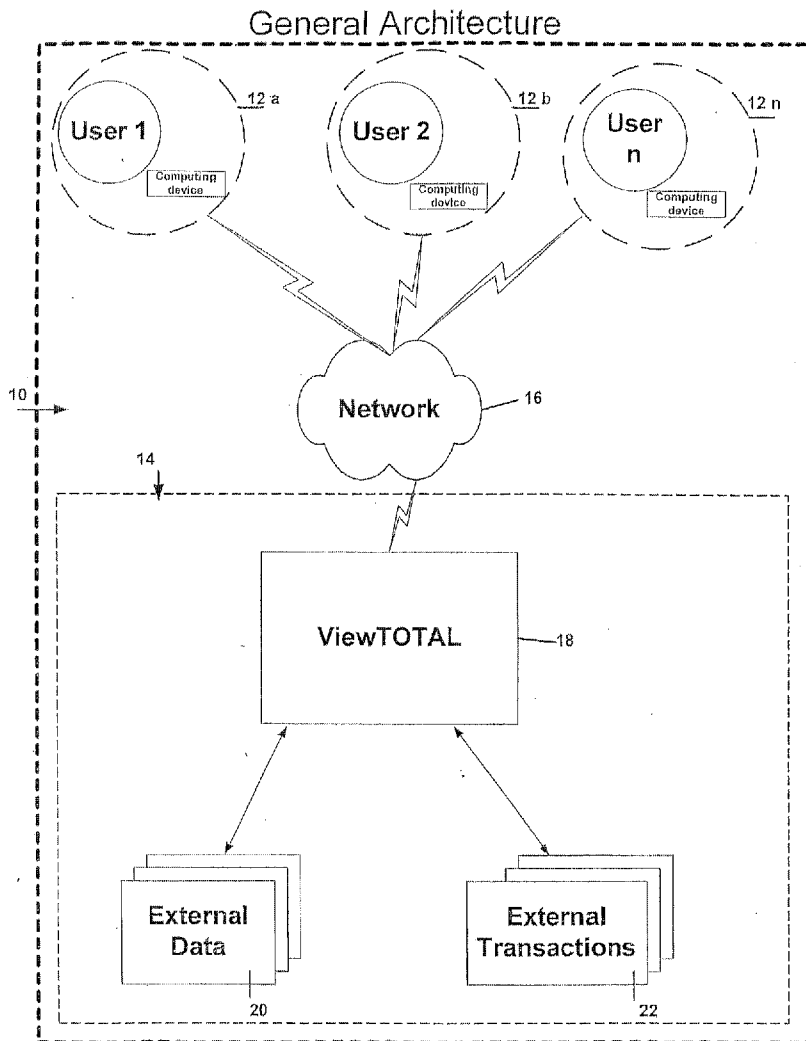 General Architecture
12 a
12 b
12 n
User 1
User 2
User
n
Computing
device
Computing
device
Computing
device
10
Network
16
14
ViewTOTAL
18
External
Data
External
Transactions
20
22